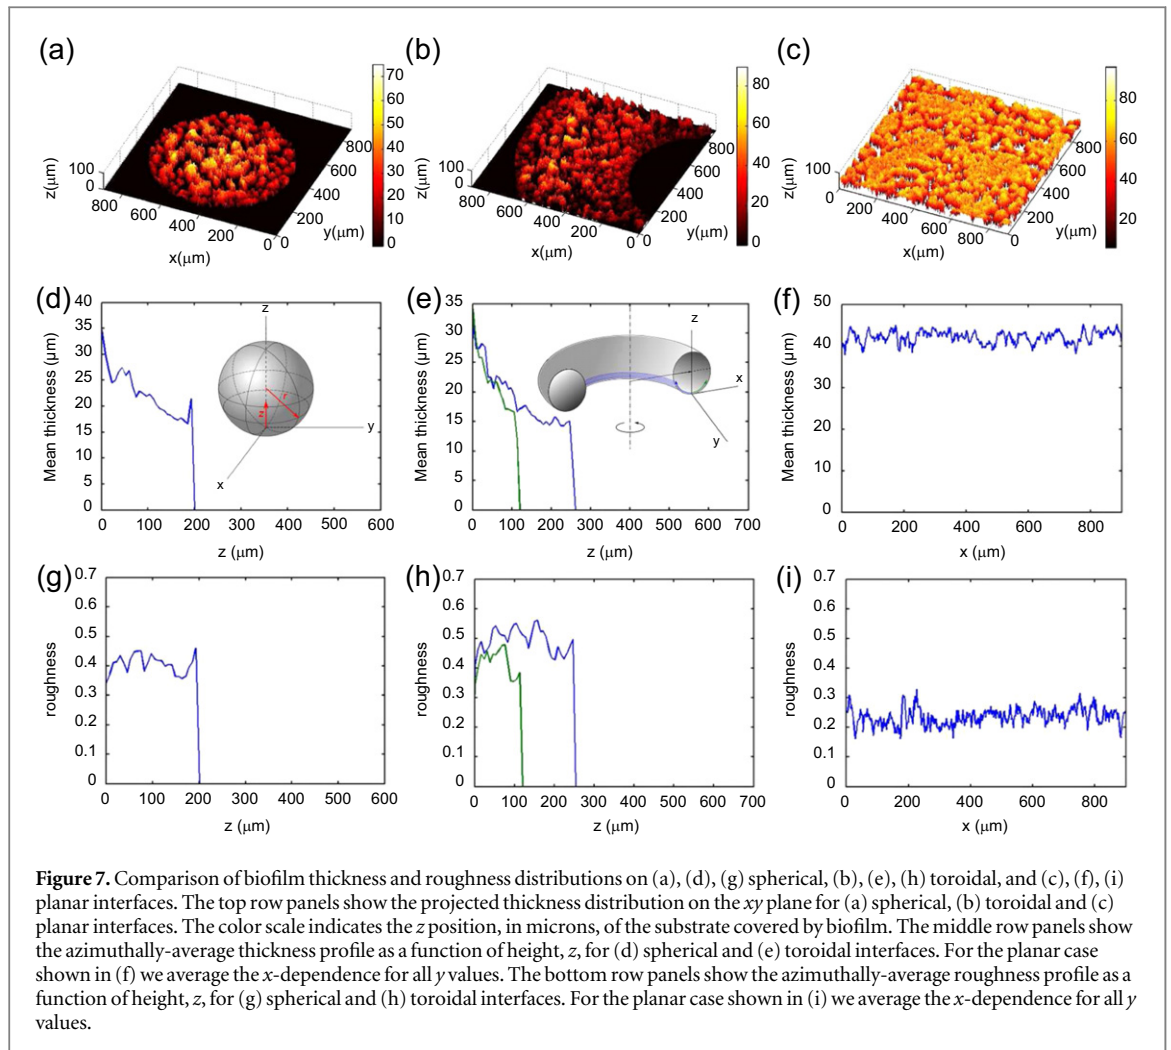 (a)
(b)
(c)
70
60
50
40
30
20
10
0
80
60
40
20
0
80
60
40
20
z(μm)
100
0
800
600
400
200
0
x(μm)
0
200
400
600
800
y(μm)
z(μm)
100
0
800
600
400
200
0
x(μm)
0
200
400
600
800
y(μm)
z(μm)
100
0
200
400
600
800
x(μm)
0
200
400
600
800
y(μm)
(d)
Mean thickness (μm)
40
35
30
25
20
15
10
5
0
0 100 200 300 400 500 600
z (μm)
z
r
z
y
x
(e)
Mean thickness (μm)
35
30
25
20
15
10
5
0
0 100 200 300 400 500 600 700
z (μm)
z
x
y
(f)
Mean thickness (μm)
50
40
30
20
10
0
0 200 400 600 800
x (μm)
(g)
roughness
0.7
0.6
0.5
0.4
0.3
0.2
0.1
0
0 100 200 300 400 500 600
z (μm)
(h)
roughness
0.7
0.6
0.5
0.4
0.3
0.2
0.1
0
0 100 200 300 400 500 600 700
z (μm)
(i)
roughness
0.7
0.6
0.5
0.4
0.3
0.2
0.1
0
0 200 400 600 800
x (μm)
Figure 7. Comparison of biofilm thickness and roughness distributions on (a), (d), (g) spherical, (b), (e), (h) toroidal, and (c), (f), (i)
planar interfaces. The top row panels show the projected thickness distribution on the xy plane for (a) spherical, (b) toroidal and (c)
planar interfaces. The color scale indicates the z position, in microns, of the substrate covered by biofilm. The middle row panels show
the azimuthally-average thickness profile as a function of height, z, for (d) spherical and (e) toroidal interfaces. For the planar case
shown in (f) we average the x-dependence for all y values. The bottom row panels show the azimuthally-average roughness profile as a
function of height, z, for (g) spherical and (h) toroidal interfaces. For the planar case shown in (i) we average the x-dependence for all y
values.